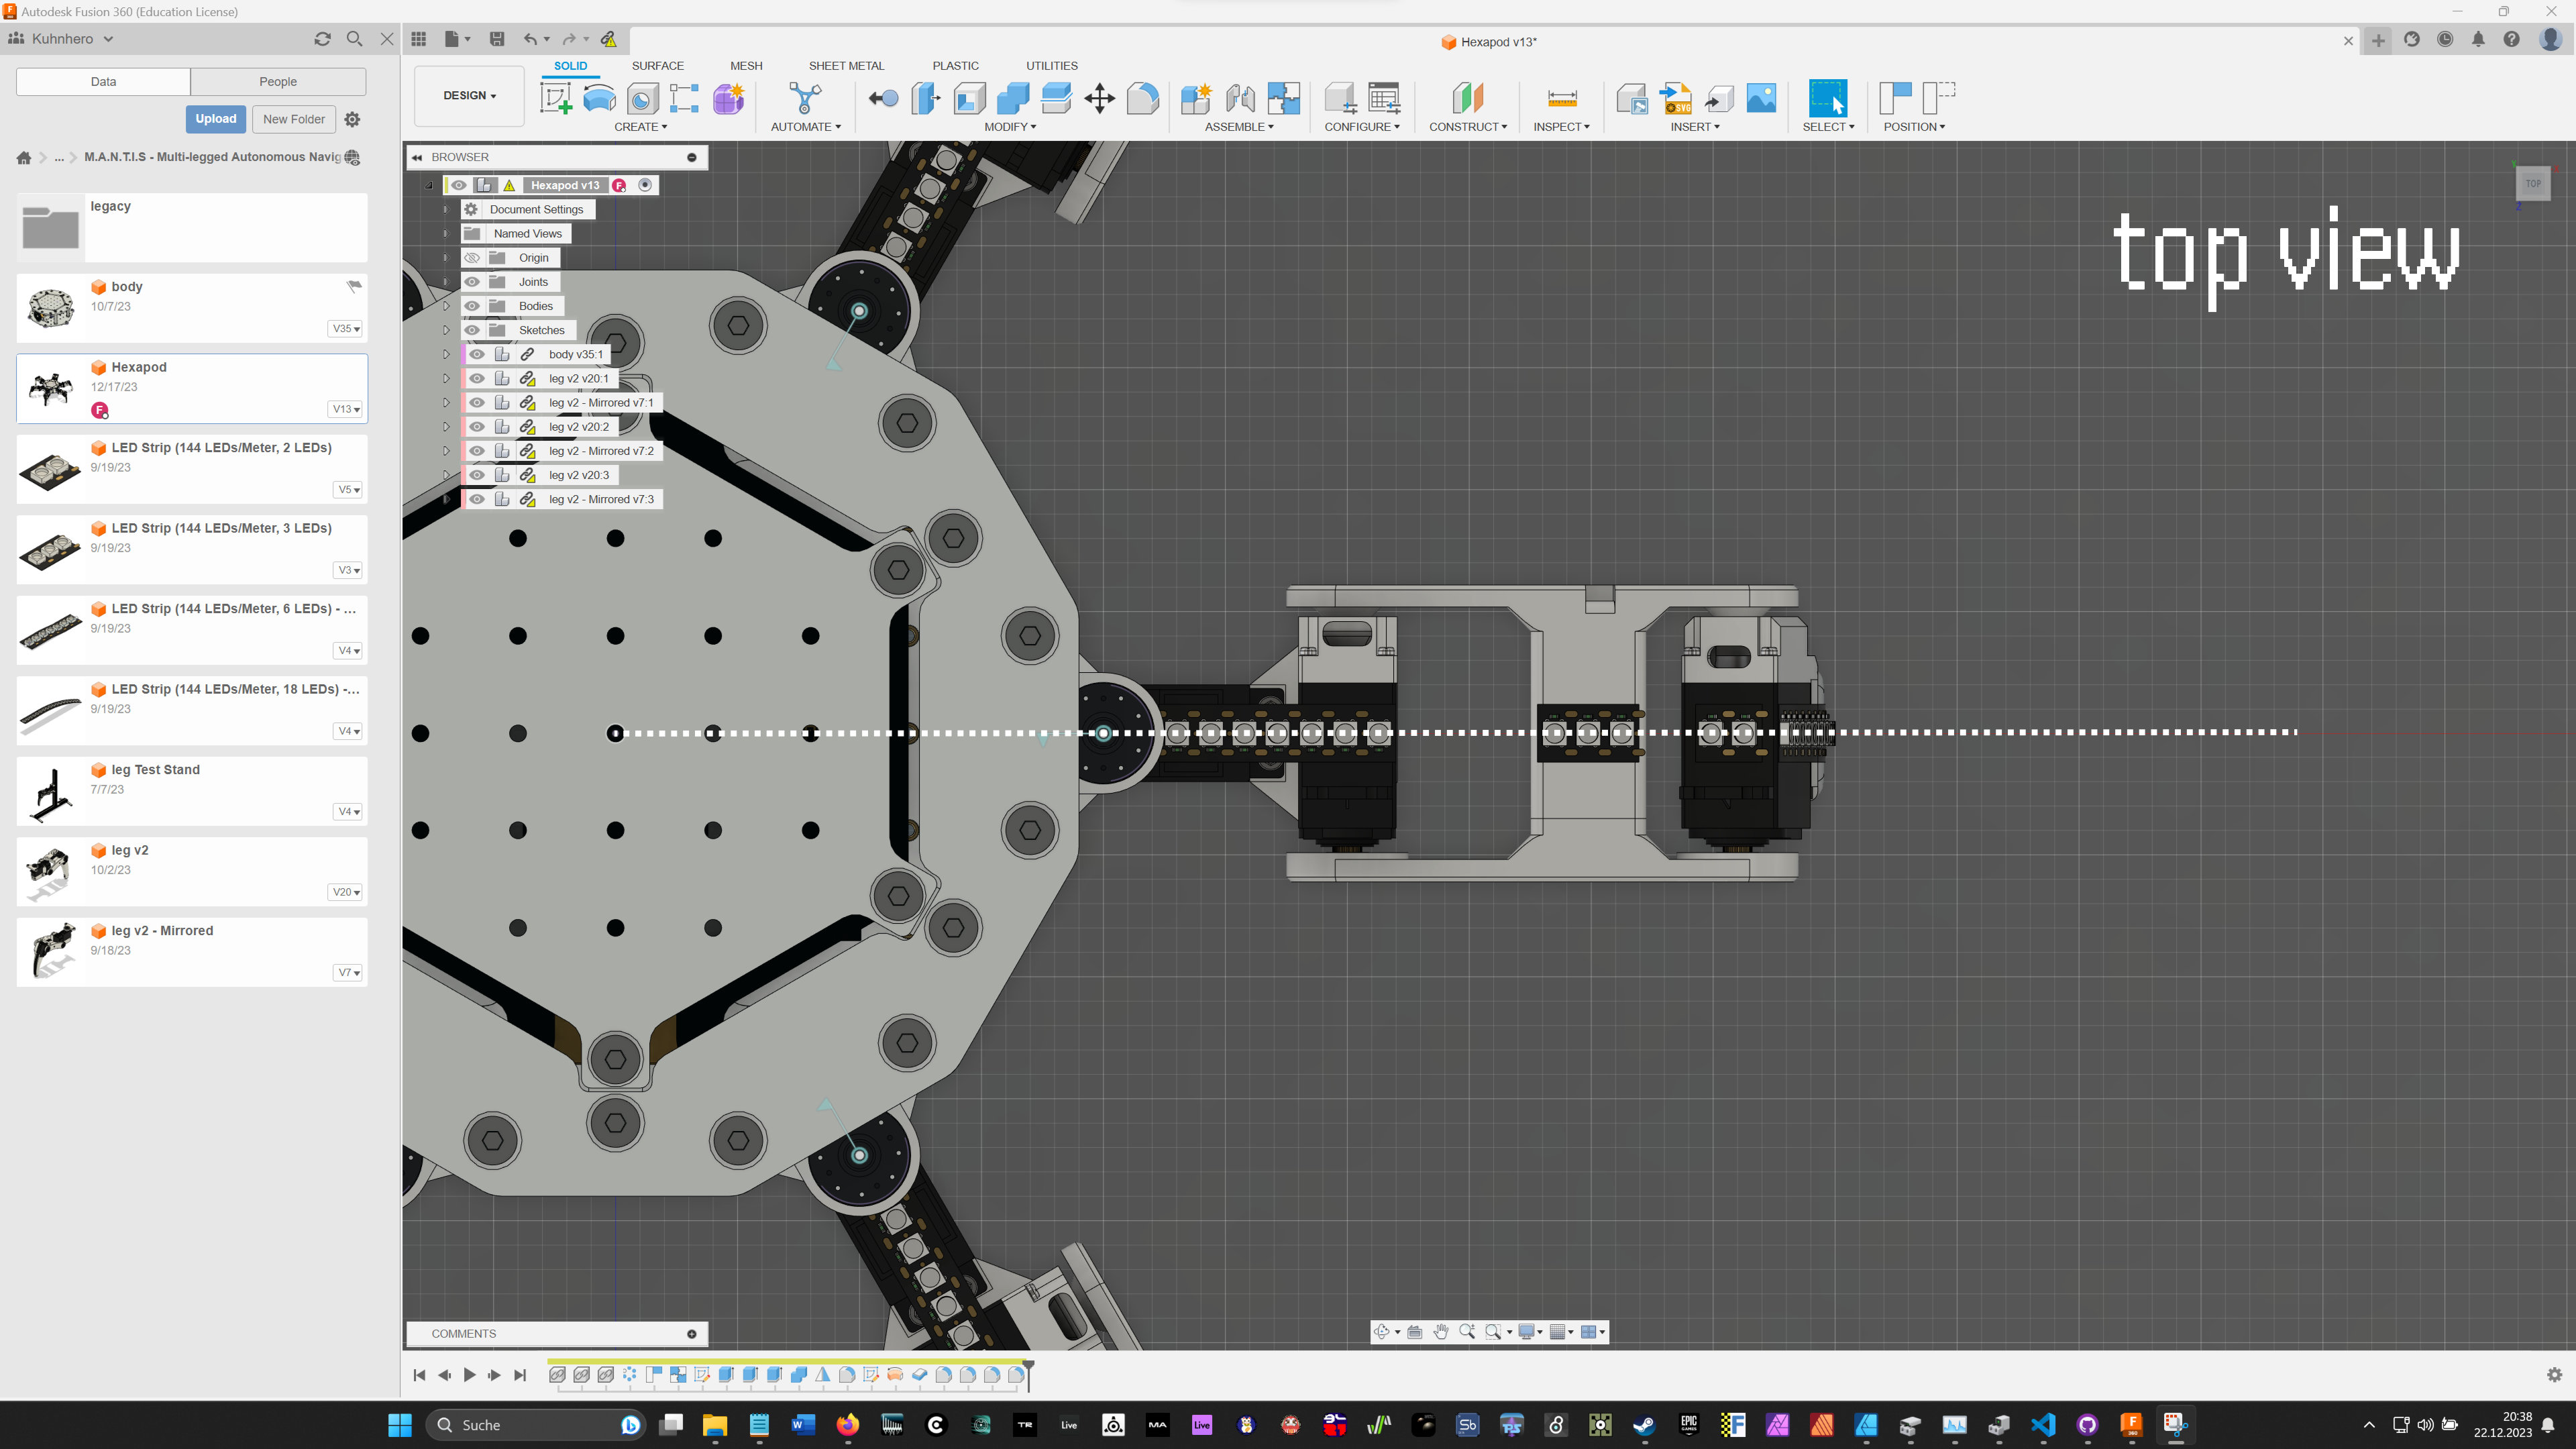 Autodesk Fusion 360 (Education License)
Kuhnhero
Hexapod v13*
Data
People
Upload
New Folder
... M.A.N.T.I.S - Multi-legged Autonomous Navig
legacy
body
10/7/23
V35
Hexapod
12/17/23
F
V13
LED Strip (144 LEDs/Meter, 2 LEDs)
9/19/23
V5
LED Strip (144 LEDs/Meter, 3 LEDs)
9/19/23
V3
LED Strip (144 LEDs/Meter, 6 LEDs) - ...
9/19/23
V4
LED Strip (144 LEDs/Meter, 18 LEDs) -...
9/19/23
V4
leg Test Stand
7/7/23
V4
leg v2
10/2/23
V20
leg v2 - Mirrored
9/18/23
V7
DESIGN
SOLID
SURFACE
MESH
SHEET METAL
PLASTIC
UTILITIES
CREATE
AUTOMATE
MODIFY
ASSEMBLE
CONFIGURE
CONSTRUCT
INSPECT
INSERT
SELECT
POSITION
BROWSER
Hexapod v13
F
Document Settings
Named Views
Origin
Joints
Bodies
Sketches
body v35:1
leg v2 v20:1
leg v2 - Mirrored v7:1
leg v2 v20:2
leg v2 - Mirrored v7:2
leg v2 v20:3
leg v2 - Mirrored v7:3
TOP
top view
COMMENTS
Suche
TR
Live
MA
Live
Sb
EPIC
GAMES
20:38
22.12.2023